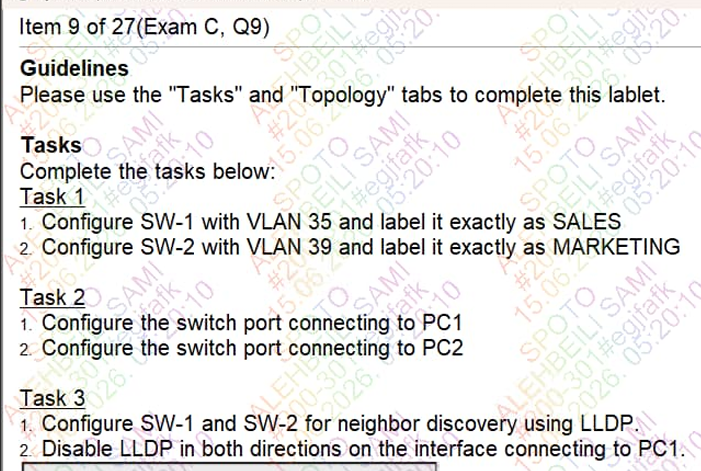 Item 9 of 27(Exam C, Q9)
Guidelines
Please use the "Tasks" and "Topology" tabs to complete this lablet.
Tasks
Complete the tasks below:
Task 1
1. Configure SW-1 with VLAN 35 and label it exactly as SALES
2. Configure SW-2 with VLAN 39 and label it exactly as MARKETING
Task 2
1. Configure the switch port connecting to PC1
2. Configure the switch port connecting to PC2
Task 3
1. Configure SW-1 and SW-2 for neighbor discovery using LLDP.
2. Disable LLDP in both directions on the interface connecting to PC1.